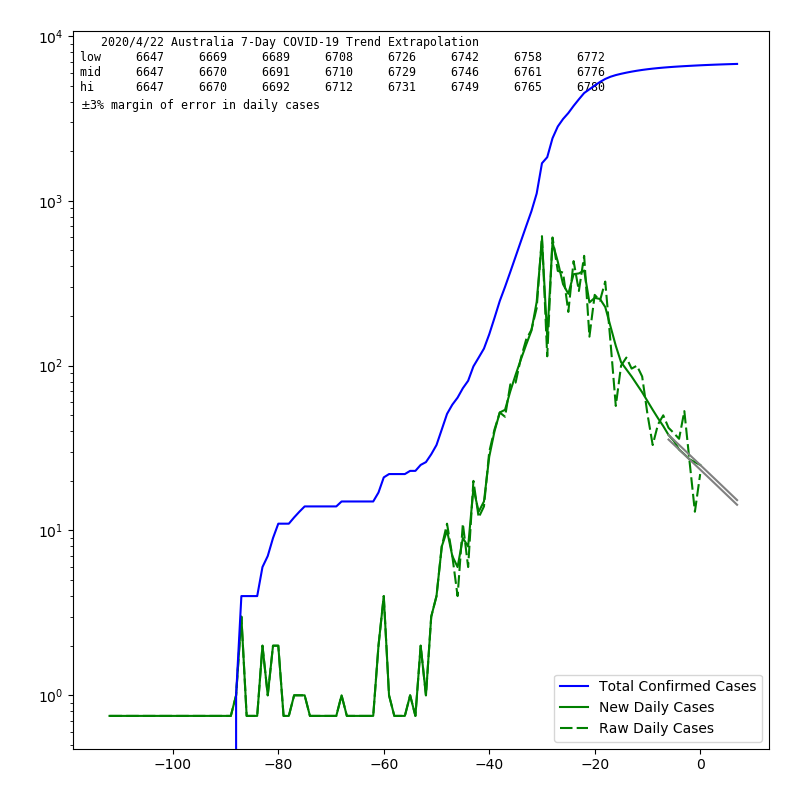 2020/4/22 Australia 7-Day COVID-19 Trend Extrapolation
low 6647 6669 6689 6708 6726 6742 6758 6772
mid 6647 6670 6691 6710 6729 6746 6761 6776
hi 6647 6670 6692 6712 6731 6749 6765 6780
±3% margin of error in daily cases
10⁴
10³
10²
10¹
10⁰
Total Confirmed Cases
New Daily Cases
Raw Daily Cases
−100 −80 −60 −40 −20 0